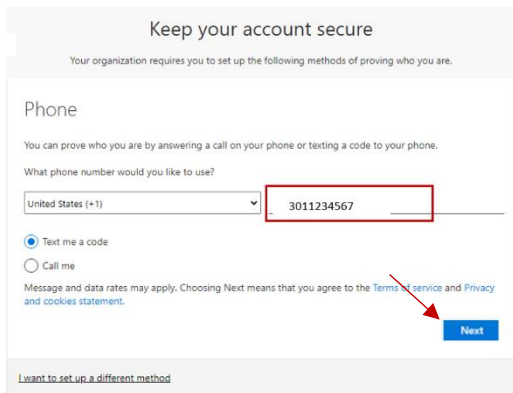 Keep your account secure
Your organization requires you to set up the following methods of proving who you are.
Phone
You can prove who you are by answering a call on your phone or texting a code to your phone.
What phone number would you like to use?
United States (+1) 3011234567
Text me a code
Call me
Message and data rates may apply. Choosing Next means that you agree to the Terms of service and Privacy
and cookies statement.
Next
I want to set up a different method